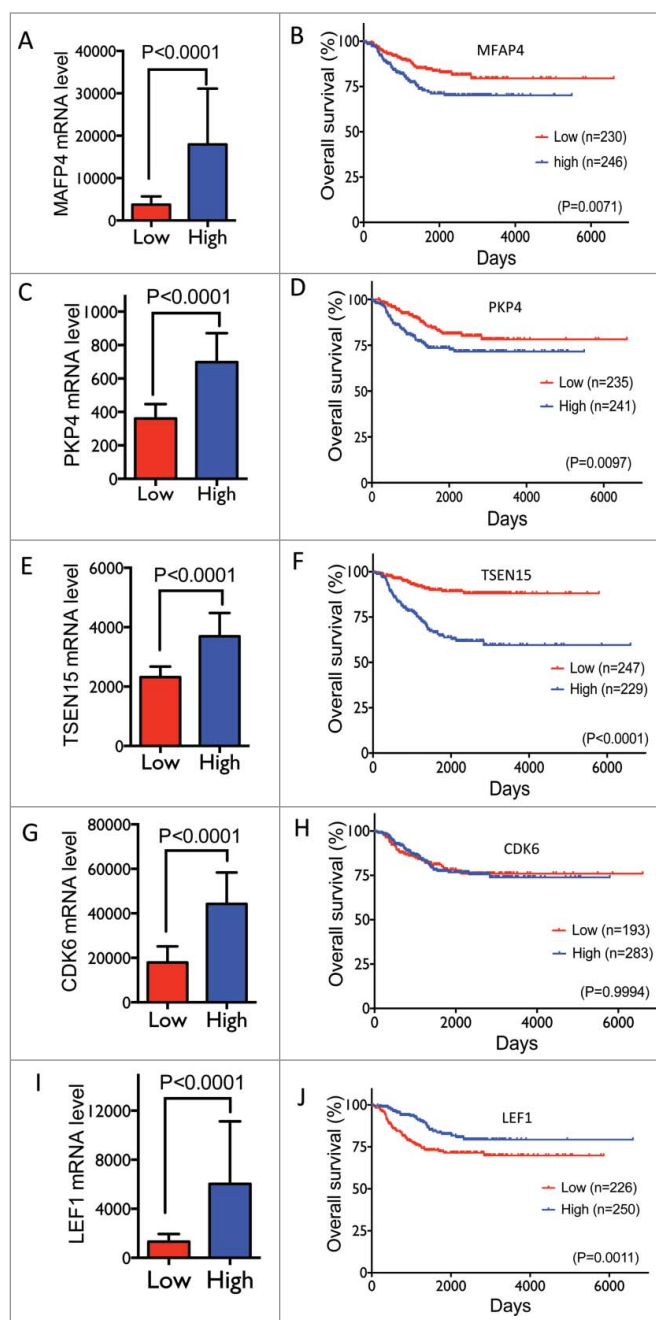 A
MAFP4 mRNA level
P<0.0001
40000
30000
20000
10000
0
Low High
B
Overall survival (%)
MFAP4
100
75
50
75
0
Low (n=230)
high (n=246)
(P=0.0071)
0 2000 4000 6000
Days
C
PKP4 mRNA level
P<0.0001
1000
800
600
400
200
0
Low High
D
Overall survival (%)
PKP4
100
75
50
75
0
Low (n=235)
High (n=241)
(P=0.0097)
0 2000 4000 6000
Days
E
TSEN15 mRNA level
P<0.0001
6000
4000
2000
0
Low High
F
Overall survival (%)
TSEN15
100
75
50
75
0
Low (n=247)
High (n=229)
(P<0.0001)
0 2000 4000 6000
Days
G
CDK6 mRNA level
P<0.0001
80000
60000
40000
20000
0
Low High
H
Overall survival (%)
CDK6
100
75
50
75
0
Low (n=193)
High (n=283)
(P=0.9994)
0 2000 4000 6000
Days
I
LEF1 mRNA level
P<0.0001
12000
8000
4000
0
Low High
J
Overall survival (%)
LEF1
100
75
50
75
0
Low (n=226)
High (n=250)
(P=0.0011)
0 2000 4000 6000
Days